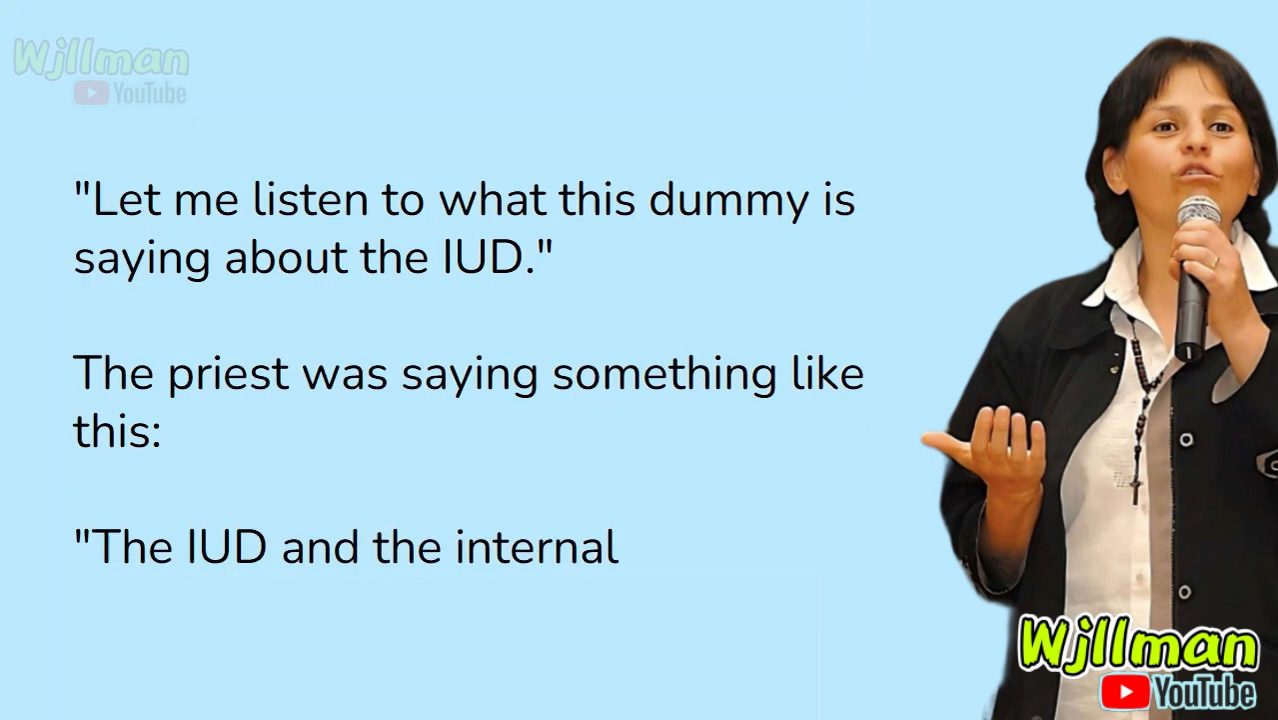 Wjllman
YouTube
"Let me listen to what this dummy is
saying about the IUD."
The priest was saying something like
this:
"The IUD and the internal
Wjllman
YouTube